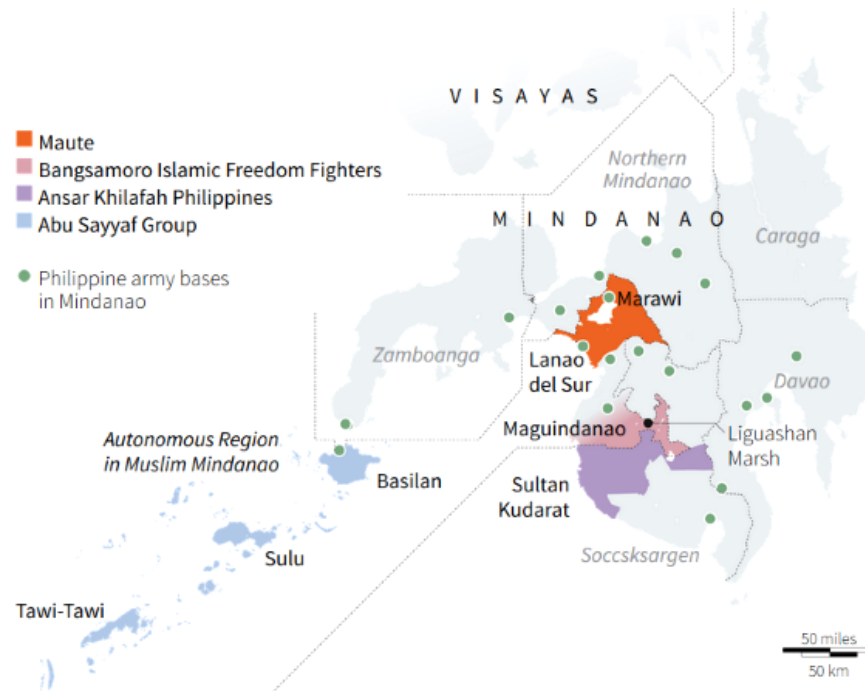 VISAYAS
Maute
Bangsamoro Islamic Freedom Fighters
Ansar Khilafah Philippines
Abu Sayyaf Group
Philippine army bases
in Mindanao
Northern
Mindanao
MINDANAO
Caraga
Marawi
Zamboanga
Lanao
del Sur
Davao
Maguindanao
Liguashan
Marsh
Autonomous Region
in Muslim Mindanao
Basilan
Sultan
Kudarat
Sulu
Soccsksargen
Tawi-Tawi
50 miles
50 km